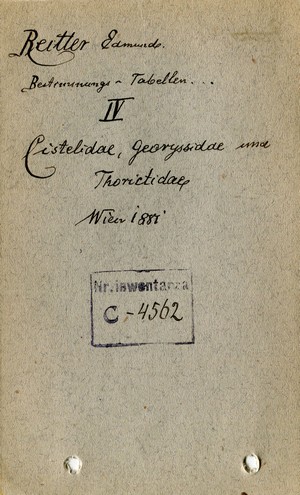 Reitter Edmund.
Bestimmungs - Tabellen...
IV
Cistelidae, Georyssidae und
Thorictidae
Wien 1881
Nr. inwentarza
C - 4562